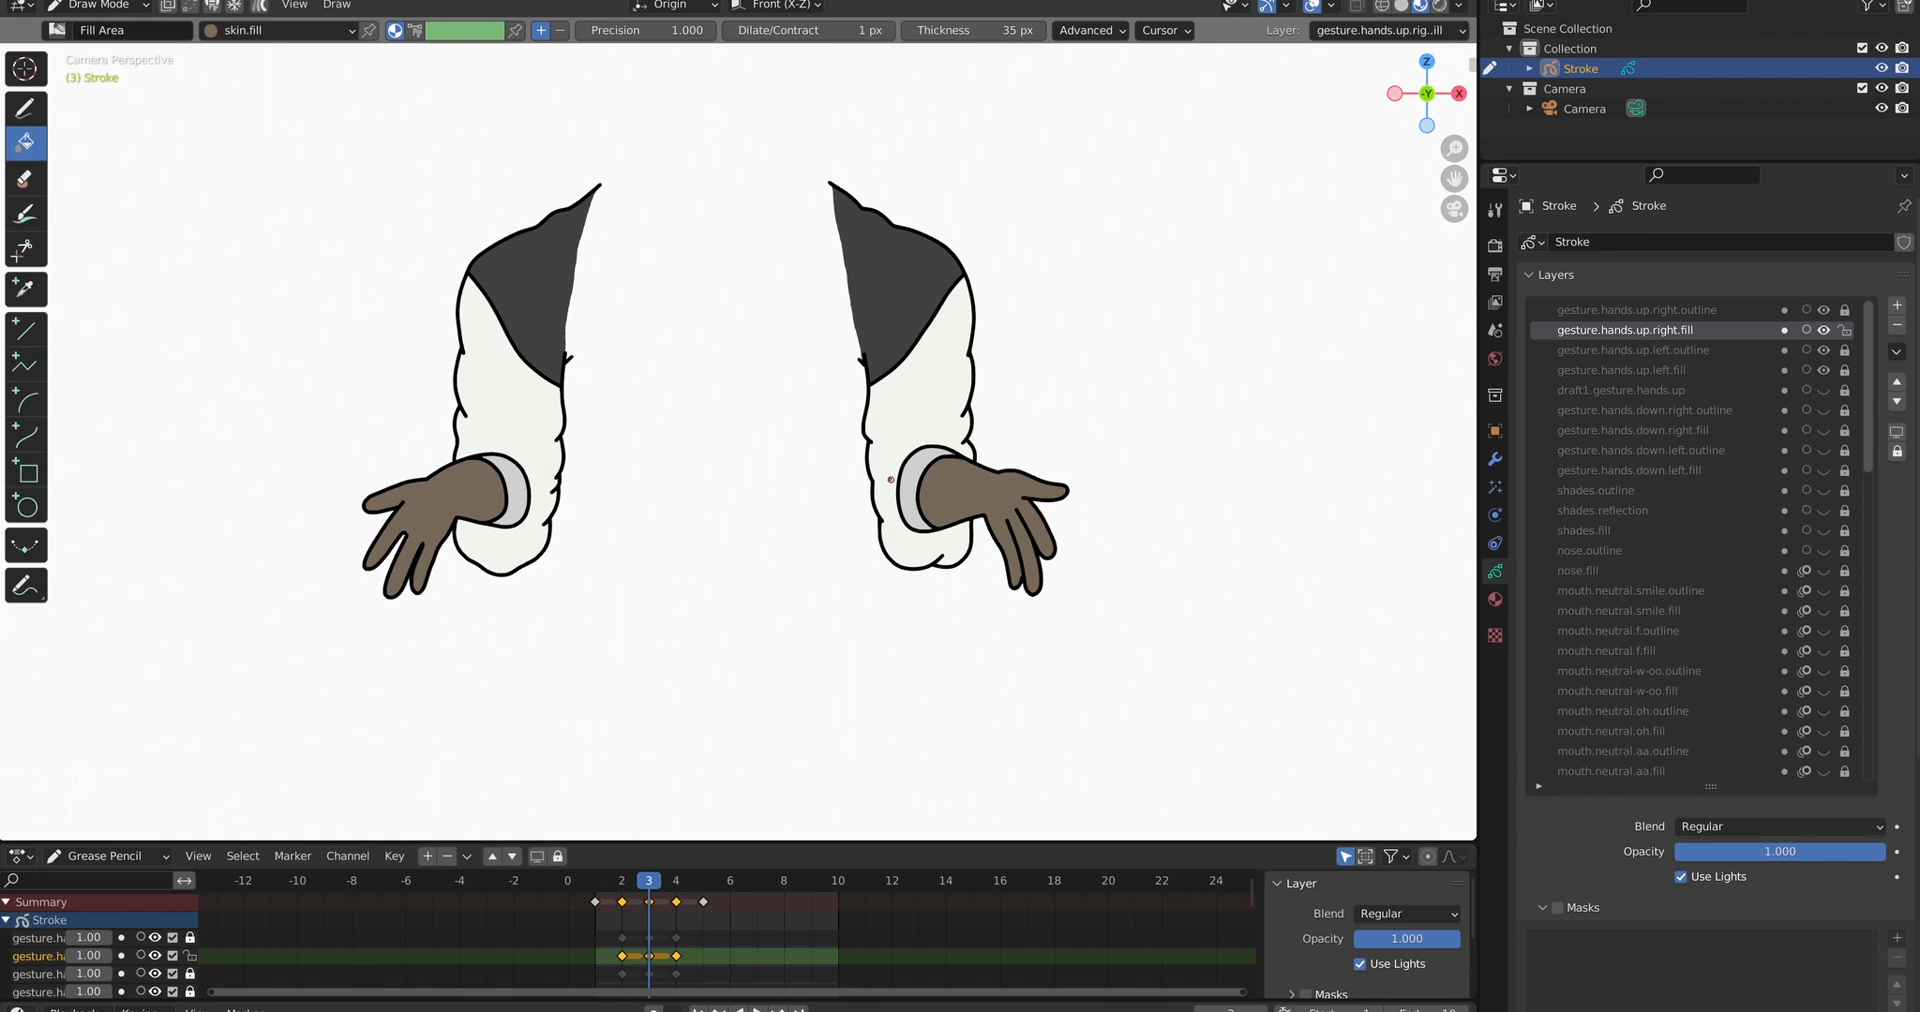 Draw Mode View Draw Origin Front (X-Z)
Fill Area skin.fill Precision 1.000 Dilate/Contract 1 px Thickness 35 px Advanced Cursor Layer: gesture.hands.up.rig..ill
Camera Perspective
(3) Stroke
Z
-Y X
Scene Collection
Collection
Stroke
Camera
Camera
Stroke > Stroke
Stroke
Layers
gesture.hands.up.right.outline
gesture.hands.up.right.fill
gesture.hands.up.left.outline
gesture.hands.up.left.fill
draft1.gesture.hands.up
gesture.hands.down.right.outline
gesture.hands.down.right.fill
gesture.hands.down.left.outline
gesture.hands.down.left.fill
shades.outline
shades.reflection
shades.fill
nose.outline
nose.fill
mouth.neutral.smile.outline
mouth.neutral.smile.fill
mouth.neutral.f.outline
mouth.neutral.f.fill
mouth.neutral-w-oo.outline
mouth.neutral-w-oo.fill
mouth.neutral.oh.outline
mouth.neutral.oh.fill
mouth.neutral.aa.outline
mouth.neutral.aa.fill
Blend Regular
Opacity 1.000
Use Lights
Masks
Grease Pencil View Select Marker Channel Key
-12 -10 -8 -6 -4 -2 0 2 3 4 6 8 10 12 14 16 18 20 22 24
Summary
Stroke
gesture.ha 1.00
gesture.ha 1.00
gesture.ha 1.00
gesture.ha 1.00
Layer
Blend Regular
Opacity 1.000
Use Lights
Masks